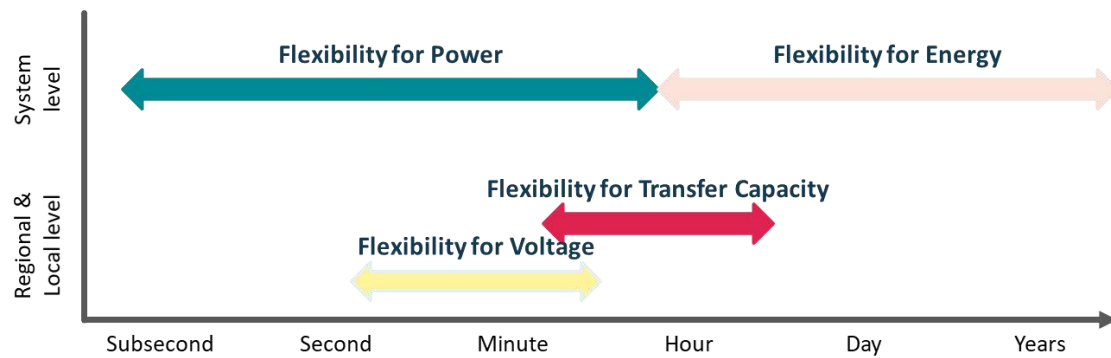 Flexibility for Power
Flexibility for Energy
System
level
Flexibility for Transfer Capacity
Flexibility for Voltage
Regional &
Local level
Subsecond
Second
Minute
Hour
Day
Years